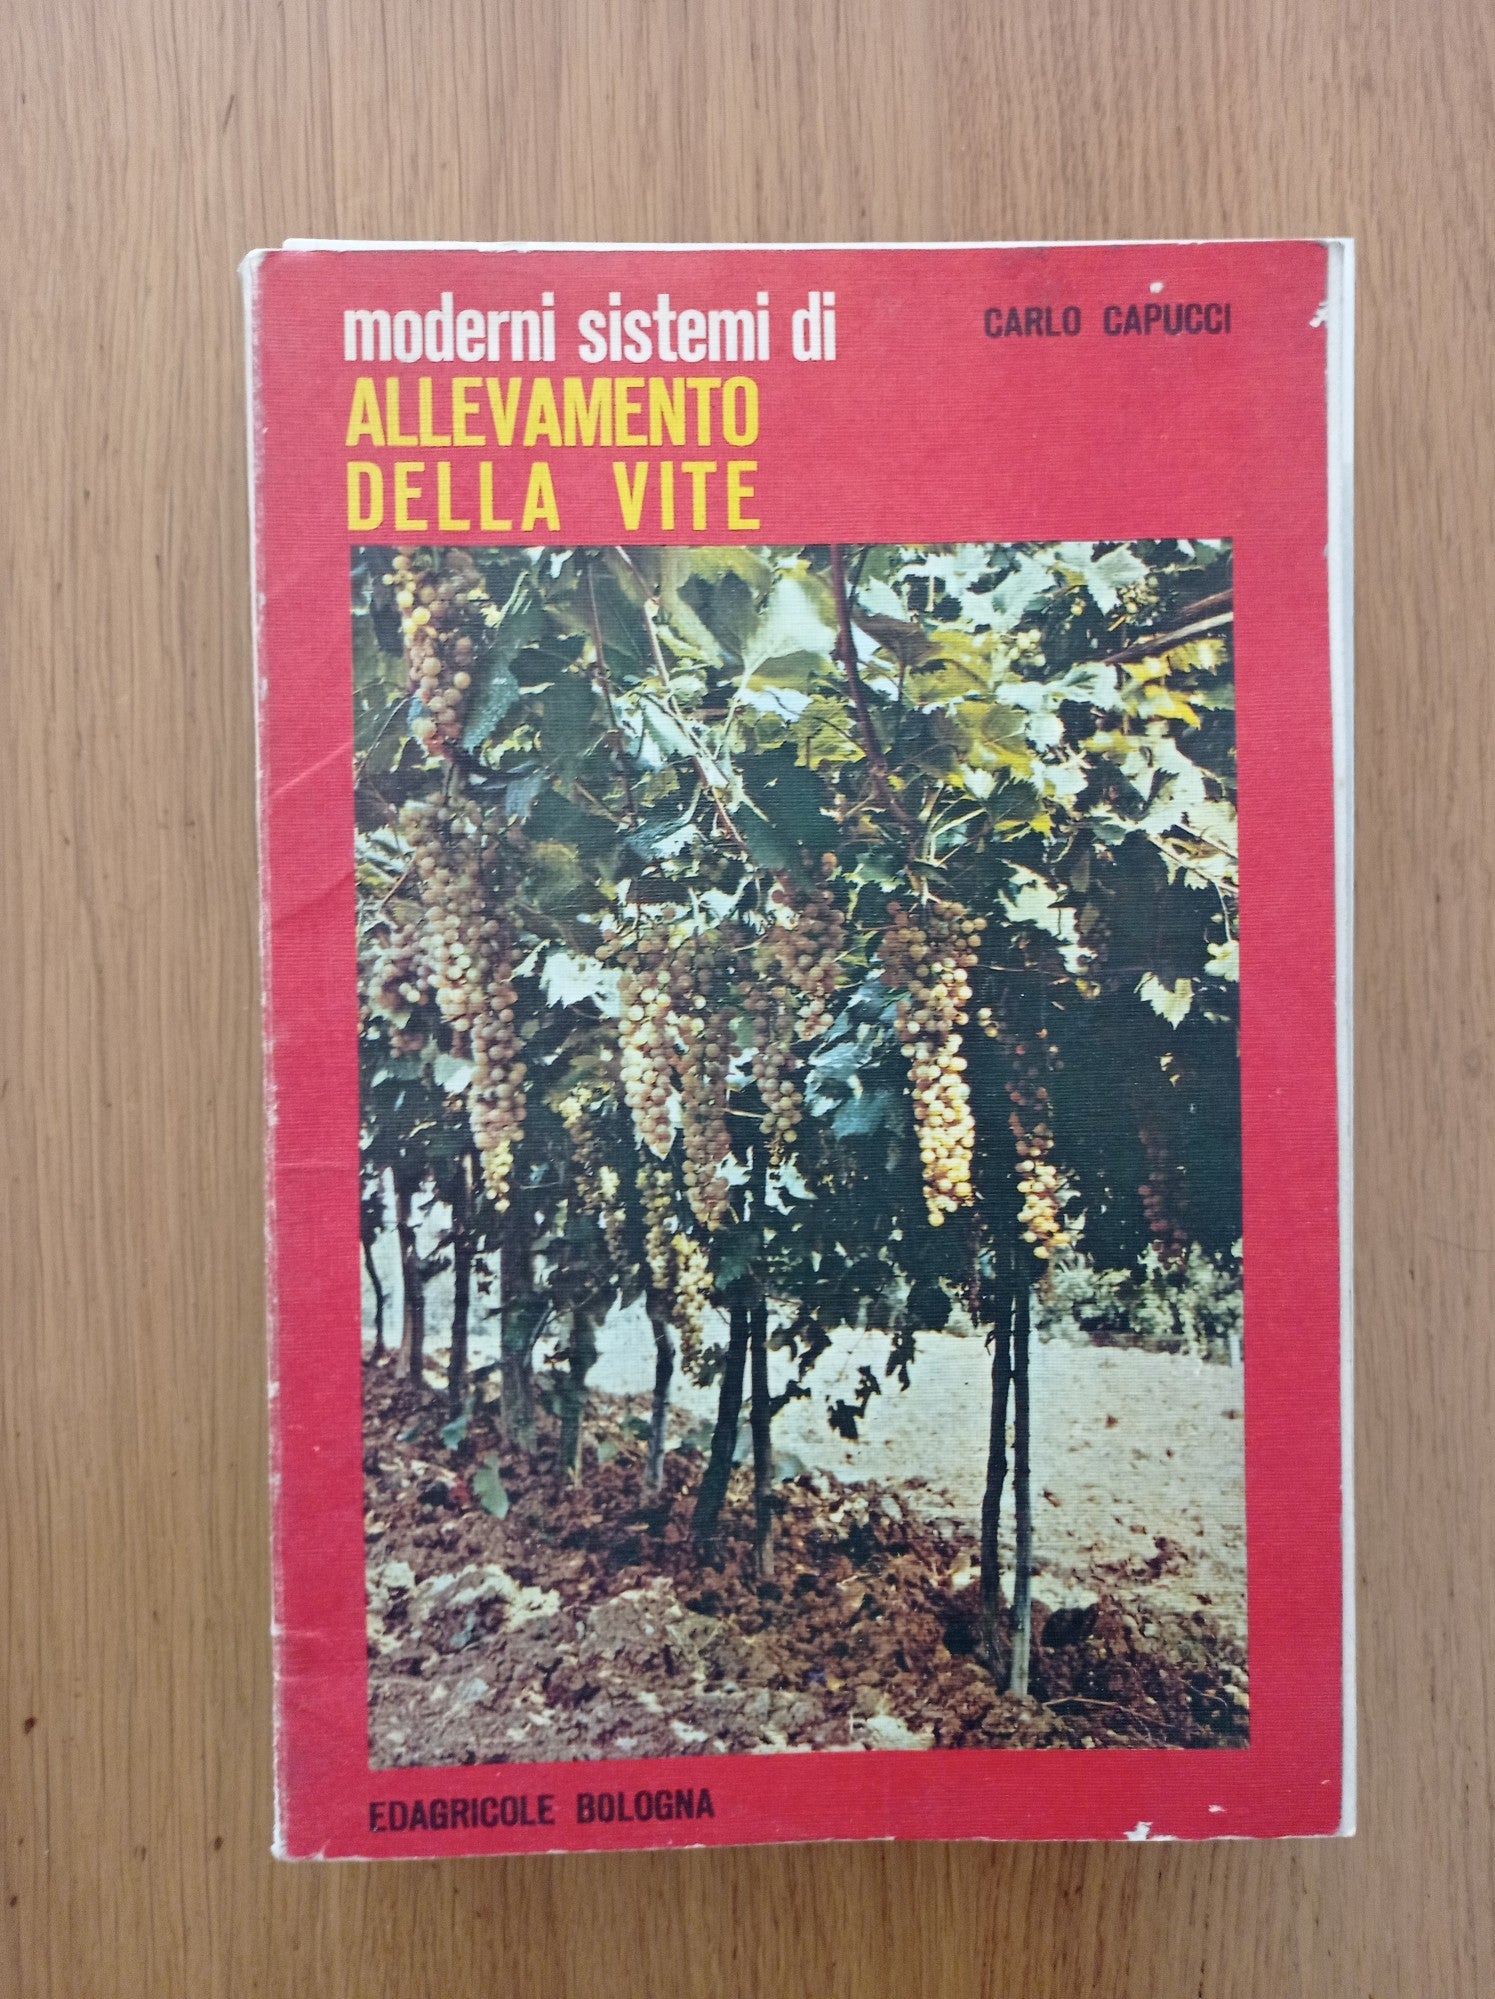 moderni sistemi di
ALLEVAMENTO
DELLA VITE
CARLO CAPUCCI
EDAGRICOLE BOLOGNA